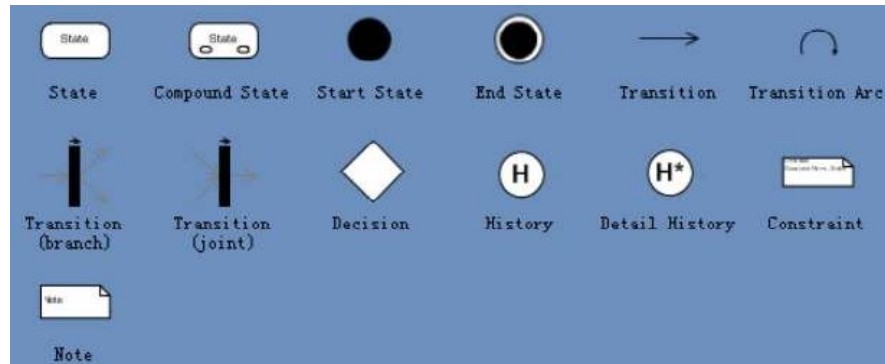 State
State
State
Compound State
Start State
End State
Transition
Transition Arc
H
H*
Transition
(branch)
Transition
(joint)
Decision
History
Detail History
Constraint
Note
Note